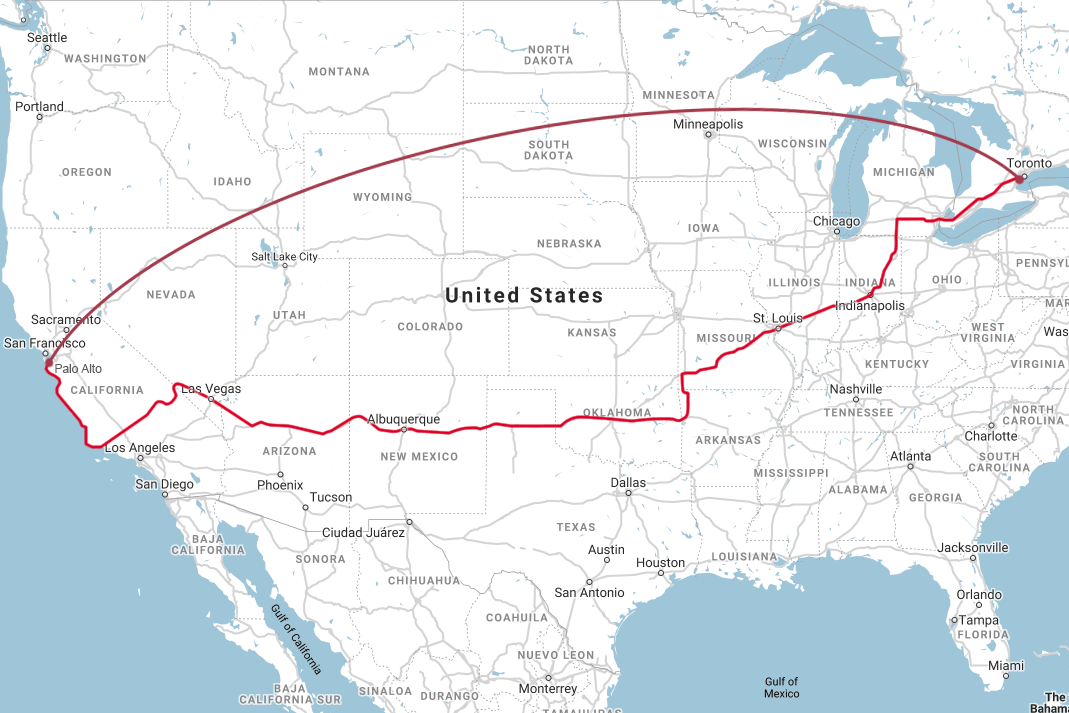 Seattle
WASHINGTON
Portland
OREGON
IDAHO
MONTANA
NORTH
DAKOTA
SOUTH
DAKOTA
MINNESOTA
Minneapolis
WISCONSIN
MICHIGAN
Toronto
WYOMING
Chicago
IOWA
NEBRASKA
Salt Lake City
NEVADA
UTAH
United States
ILLINOIS
INDIANA
OHIO
PENNSYL
MAR
Indianapolis
Sacramento
San Francisco
Palo Alto
CALIFORNIA
COLORADO
KANSAS
MISSOURI
St. Louis
WEST
VIRGINIA
Was
KENTUCKY
VIRGINIA
Las Vegas
Nashville
TENNESSEE
NORTH
CAROLINA
Charlotte
Albuquerque
OKLAHOMA
ARKANSAS
Los Angeles
ARIZONA
NEW MEXICO
Atlanta
SOUTH
CAROLINA
San Diego
Phoenix
Tucson
Dallas
MISSISSIPPI
ALABAMA
GEORGIA
Ciudad Juárez
TEXAS
BAJA
CALIFORNIA
SONORA
Austin
Houston
LOUISIANA
Jacksonville
CHIHUAHUA
San Antonio
Orlando
Tampa
FLORIDA
COAHUILA
Gulf of California
NUEVO LEON
Miami
BAJA
CALIFORNIA SUR
SINALOA
DURANGO
Monterrey
TAMAULIPAS
Gulf of
Mexico
The
Bahama